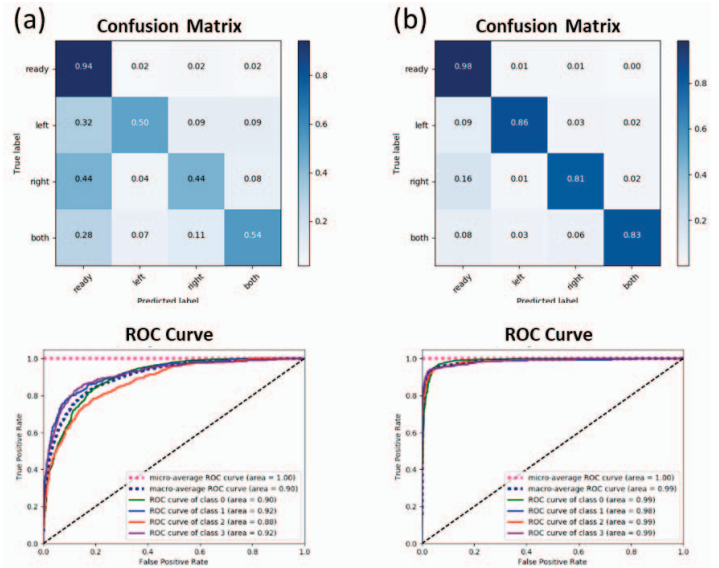 (a)
Confusion Matrix
ready 0.94 0.02 0.02 0.02
left 0.32 0.50 0.09 0.09
right 0.44 0.04 0.44 0.08
both 0.28 0.07 0.11 0.54
True label
ready left right both
Predicted label
0.8
0.6
0.4
0.2
(b)
Confusion Matrix
ready 0.98 0.01 0.01 0.00
left 0.09 0.86 0.03 0.02
right 0.16 0.01 0.81 0.02
both 0.08 0.03 0.06 0.83
True label
ready left right both
Predicted label
0.8
0.6
0.4
0.2
ROC Curve
1.0
0.8
0.6
0.4
0.2
0.0
True Positive Rate
micro-average ROC curve (area = 1.00)
macro-average ROC curve (area = 0.90)
ROC curve of class 0 (area = 0.90)
ROC curve of class 1 (area = 0.92)
ROC curve of class 2 (area = 0.88)
ROC curve of class 3 (area = 0.92)
0.0 0.2 0.4 0.6 0.8 1.0
False Positive Rate
ROC Curve
1.0
0.8
0.6
0.4
0.2
0.0
True Positive Rate
micro-average ROC curve (area = 1.00)
macro-average ROC curve (area = 0.99)
ROC curve of class 0 (area = 0.99)
ROC curve of class 1 (area = 0.98)
ROC curve of class 2 (area = 0.99)
ROC curve of class 3 (area = 0.99)
0.0 0.2 0.4 0.6 0.8 1.0
False Positive Rate